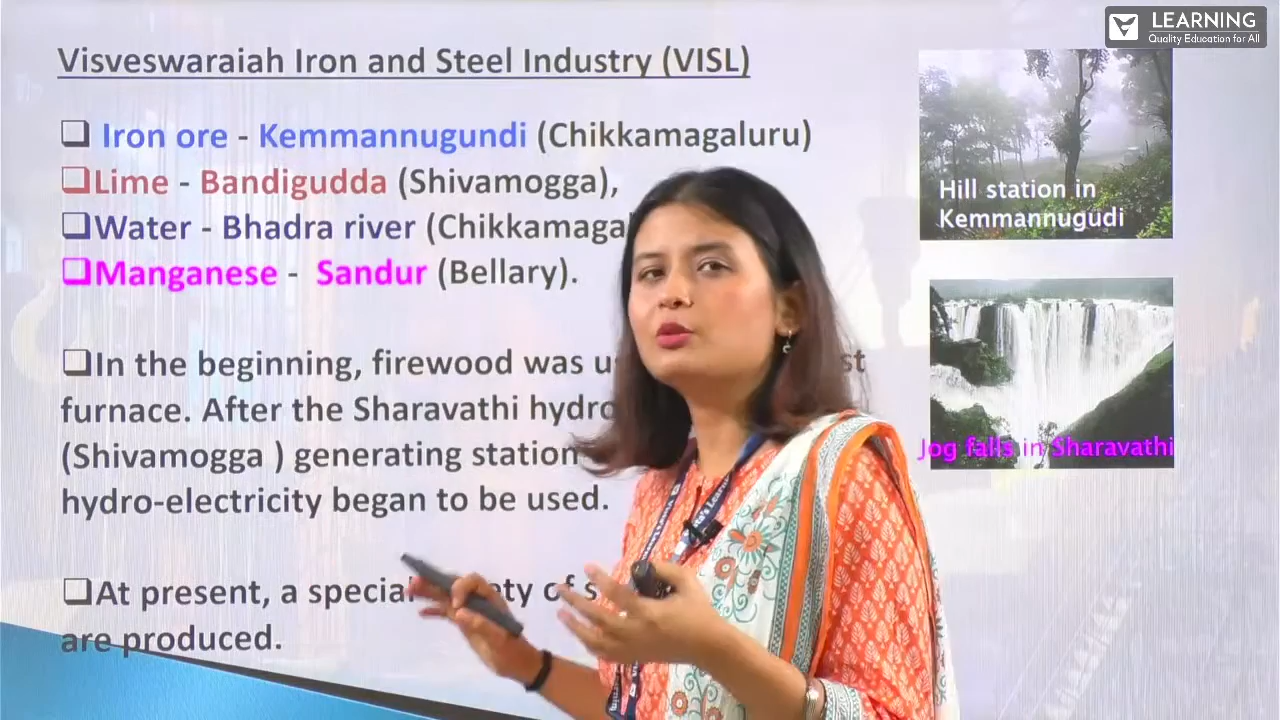 LEARNING
Quality Education for All
Visveswaraiah Iron and Steel Industry (VISL)
❑ Iron ore - Kemmannugundi (Chikkamagaluru)
❑Lime - Bandigudda (Shivamogga),
❑Water - Bhadra river (Chikkamaga
❑Manganese - Sandur (Bellary).
❑In the beginning, firewood was
furnace. After the Sharavathi
(Shivamogga ) generating station
hydro-electricity began to be used.
❑At present, a special of
are produced.
Hill station in
Kemmannugudi
Jog falls in Sharavathi